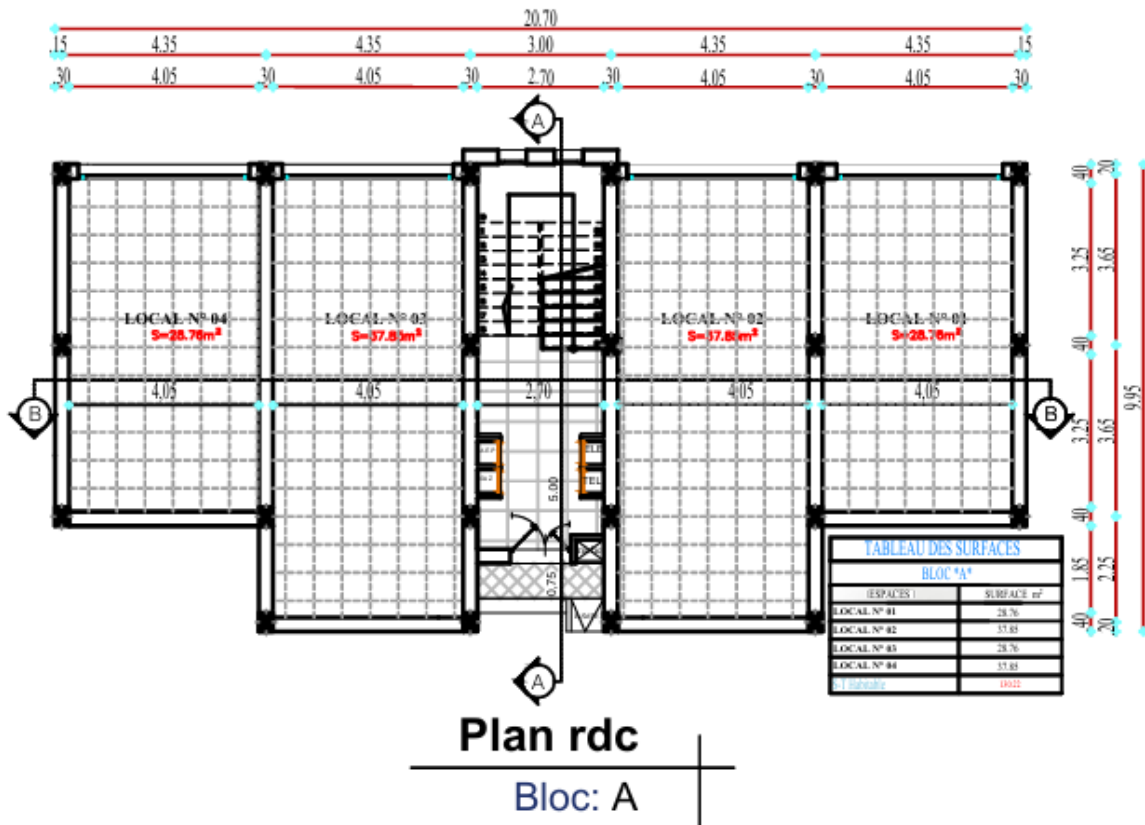 20.70
.15 4.35 4.35 3.00 4.35 4.35 .15
.30 4.05 .30 4.05 .30 2.70 .30 4.05 .30 4.05 .30
A
40 20
3.25 3.65
40
3.25 3.65
9.95
40
1.85 2.25
40 20
LOCAL N° 04
S=28.76m²
LOCAL N° 03
S=37.85m²
LOCAL N° 02
S=37.85m²
LOCAL N° 01
S=28.76m²
4.05 4.05 2.70 4.05 4.05
B B
ELE
TEL
5.00
0.75
A
TABLEAU DES SURFACES
BLOC "A"
(ESPACES) SURFACE m²
LOCAL N° 01 28.76
LOCAL N° 02 37.85
LOCAL N° 03 28.76
LOCAL N° 04 37.85
S-T Habitable
Plan rdc
Bloc: A